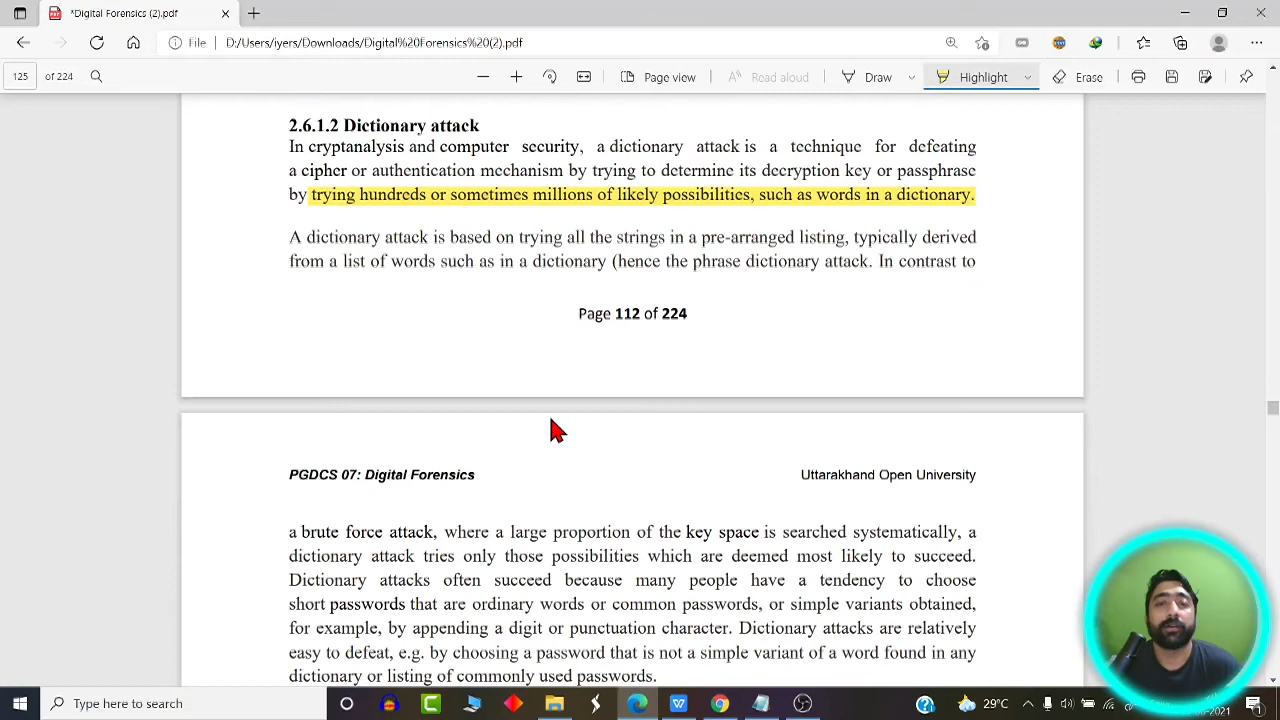 *Digital Forensics (2).pdf
File
D:/Users/iyers/Downloads/Digital%20Forensics%20(2).pdf
125 of 224
Page view
Read aloud
Draw
Highlight
Erase
2.6.1.2 Dictionary attack
In cryptanalysis and computer security, a dictionary attack is a technique for defeating
a cipher or authentication mechanism by trying to determine its decryption key or passphrase
by trying hundreds or sometimes millions of likely possibilities, such as words in a dictionary.
A dictionary attack is based on trying all the strings in a pre-arranged listing, typically derived
from a list of words such as in a dictionary (hence the phrase dictionary attack. In contrast to
Page 112 of 224
PGDCS 07: Digital Forensics
Uttarakhand Open University
a brute force attack, where a large proportion of the key space is searched systematically, a
dictionary attack tries only those possibilities which are deemed most likely to succeed.
Dictionary attacks often succeed because many people have a tendency to choose
short passwords that are ordinary words or common passwords, or simple variants obtained,
for example, by appending a digit or punctuation character. Dictionary attacks are relatively
easy to defeat, e.g. by choosing a password that is not a simple variant of a word found in any
dictionary or listing of commonly used passwords.
Type here to search
29°C